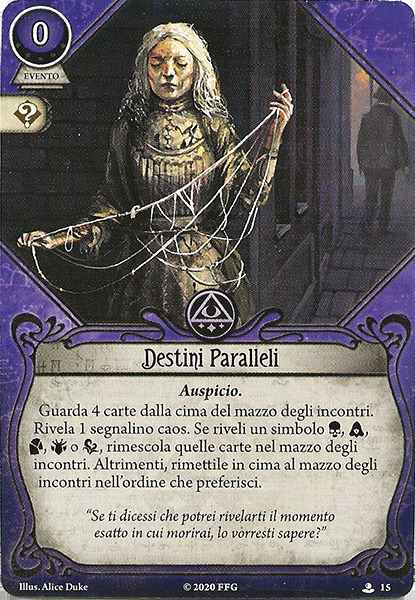 0
EVENTO
?
Destini Paralleli
Auspicio.
Guarda 4 carte dalla cima del mazzo degli incontri.
Rivela 1 segnalino caos. Se riveli un simbolo , ,
, o , rimescola quelle carte nel mazzo degli
incontri. Altrimenti, rimettile in cima al mazzo degli
incontri nell'ordine che preferisci.
"Se ti dicessi che potrei rivelarti il momento
esatto in cui morirai, lo vorresti sapere?"
Illus. Alice Duke © 2020 FFG 15